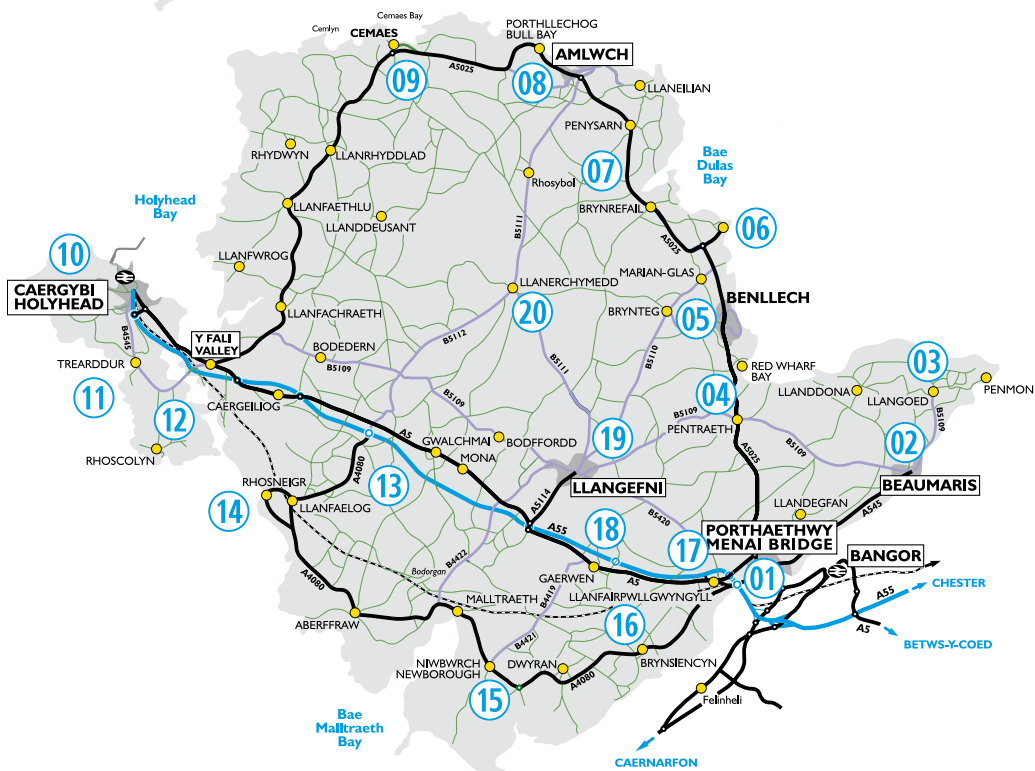 Cemaes Bay
Cemlyn
CEMAES
PORTHLLECHOG
BULL BAY
AMLWCH
A5025
09
08
LLANEILIAN
PENYSARN
RHYDWYN
LLANRHYDDLAD
Rhosybol
07
Bae
Dulas
Bay
Holyhead
Bay
LLANFAETHLU
LLANDDEUSANT
BRYNREFAIL
B5111
A5025
06
10
LLANFWROG
MARIAN-GLAS
CAERGYBI
HOLYHEAD
LLANERCHYMEDD
BENLLECH
LLANFACHRAETH
20
BRYNTEG
05
B4545
Y FALI
VALLEY
B5112
BODEDERN
B5109
TREARDDUR
B5111
B5110
RED WHARF
BAY
03
11
CAERGEILIOG
B5109
04
LLANDDONA
LLANGOED
PENMON
12
A5
B5109
PENTRAETH
B5109
GWALCHMAI
BODFFORDD
19
02
RHOSCOLYN
MONA
A5025
B5109
A4080
13
RHOSNEIGR
LLANGEFNI
BEAUMARIS
14
LLANFAELOG
A5114
LLANDEGFAN
A545
B5420
A55
18
PORTHAETHWY
MENAI BRIDGE
17
BANGOR
B4422
Bodorgan
GAERWEN
A5
01
A4080
LLANFAIRPWLLGWYNGYLL
A55
CHESTER
B4419
MALLTRAETH
ABERFFRAW
16
A5
B4421
BETWS-Y-COED
NIWBWRCH
NEWBOROUGH
DWYRAN
BRYNSIENCYN
A4080
15
Felinheli
Bae
Malltraeth
Bay
CAERNARFON